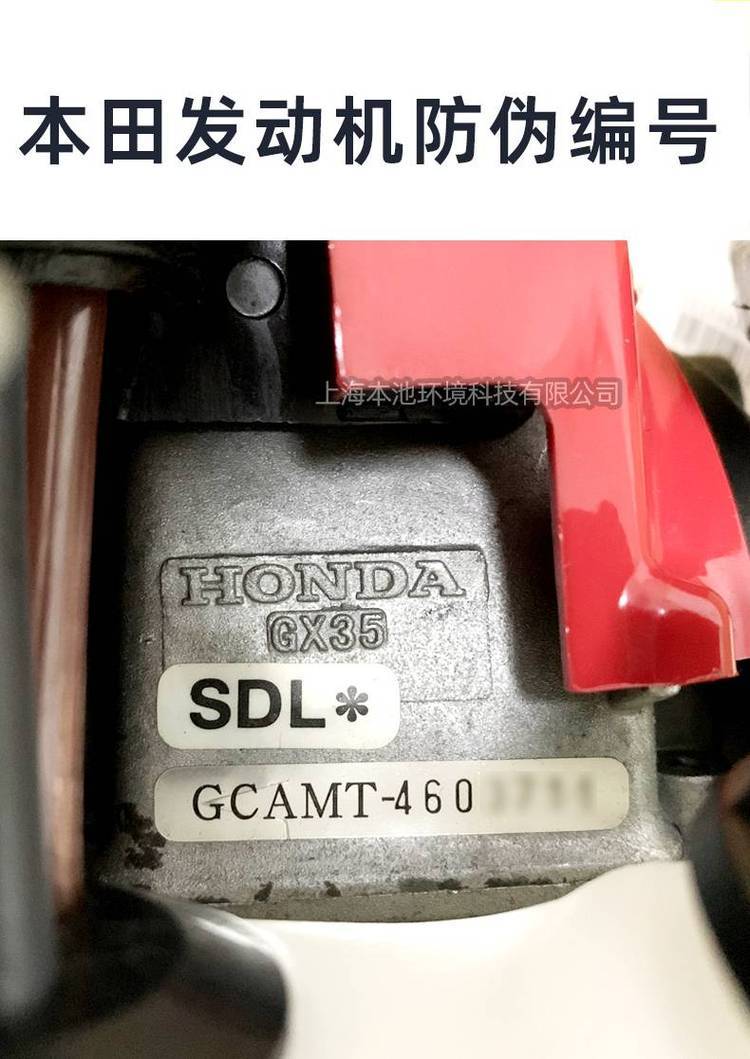 本田发动机防伪编号
上海本池环境科技有限公司
HONDA
GX35
SDL*
GCAMT-460